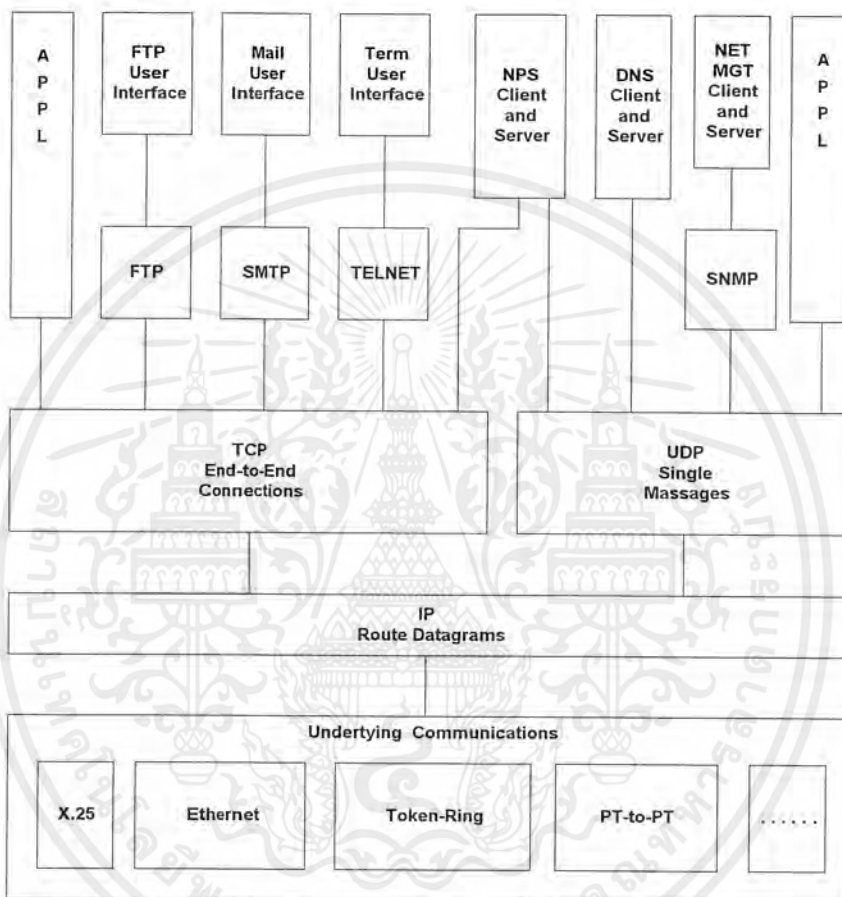 A
P
P
L
FTP
User
Interface
Mail
User
Interface
Term
User
Interface
NPS
Client
and
Server
DNS
Client
and
Server
NET
MGT
Client
and
Server
A
P
P
L
FTP
SMTP
TELNET
SNMP
TCP
End-to-End
Connections
UDP
Single
Massages
IP
Route Datagrams
Undertying Communications
X.25
Ethernet
Token-Ring
PT-to-PT
......